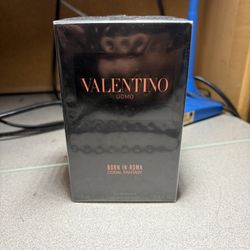 VALENTINO
UOMO
BORN IN ROMA
CORAL FANTASY